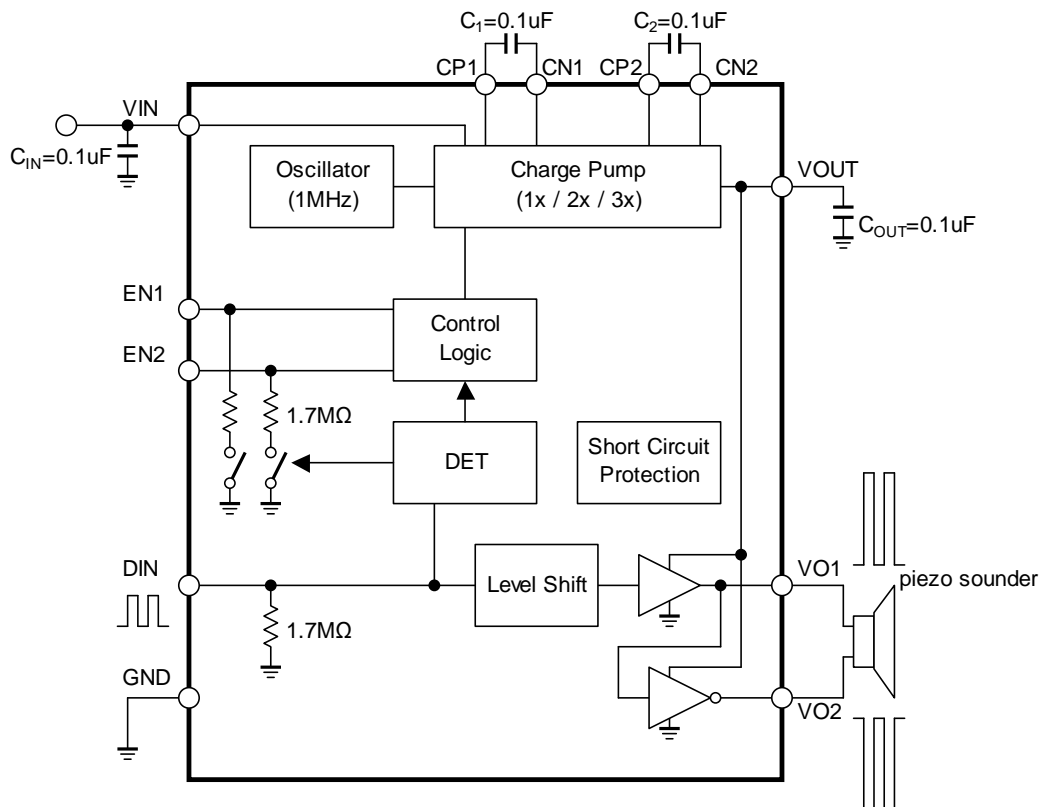 C1=0.1uF
C2=0.1uF
CP1
CN1
CP2
CN2
VIN
CIN=0.1uF
Oscillator
(1MHz)
Charge Pump
(1x / 2x / 3x)
VOUT
COUT=0.1uF
EN1
Control
Logic
EN2
1.7MΩ
DET
Short Circuit
Protection
DIN
Level Shift
VO1
piezo sounder
1.7MΩ
GND
VO2